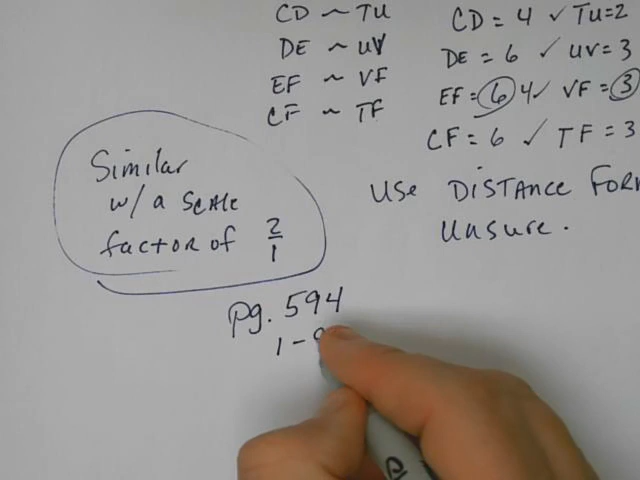 CD ~ TU
DE ~ UV
EF ~ VF
CF ~ TF
CD = 4 ✓ TU = 2
DE = 6 ✓ UV = 3
EF = 6 4 ✓ VF = 3
CF = 6 ✓ TF = 3
Similar
w/ a scale
factor of 2/1
Use DISTANCE
Unsure.
pg. 594
1 -